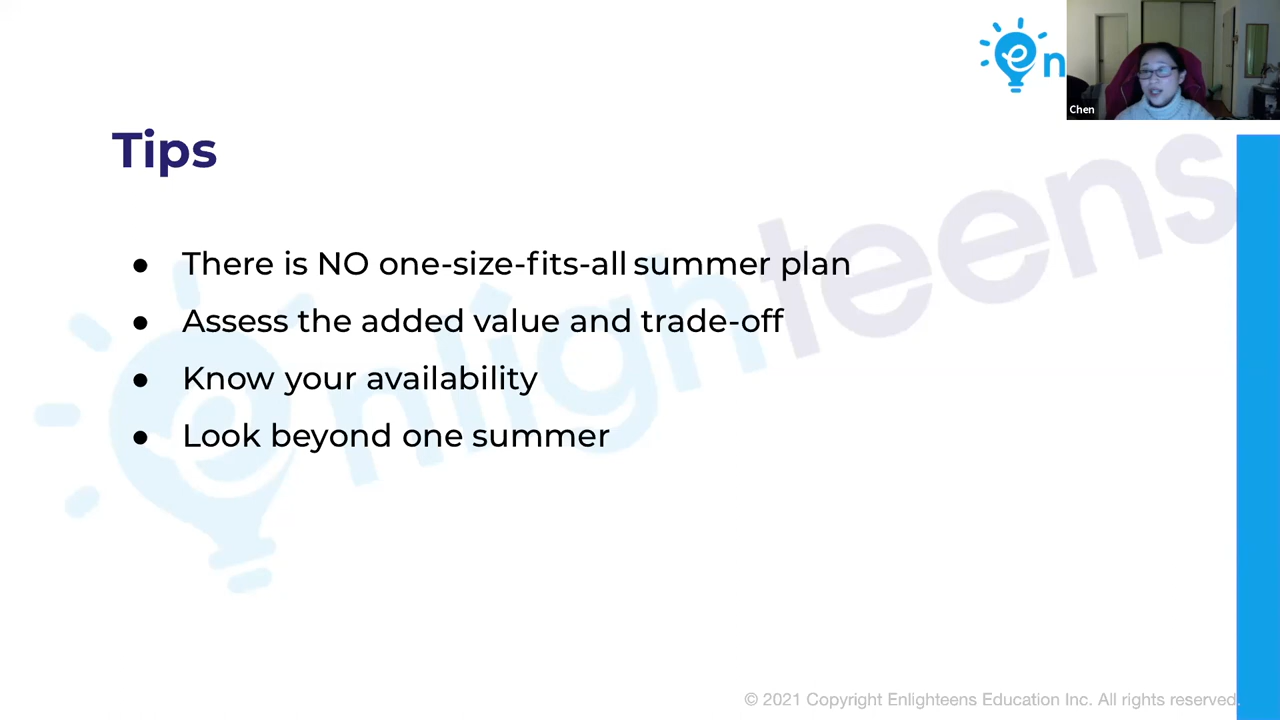 en
Chen
Tips
● There is NO one-size-fits-all summer plan
● Assess the added value and trade-off
● Know your availability
● Look beyond one summer
enlighteens
© 2021 Copyright Enlighteens Education Inc. All rights reserved.